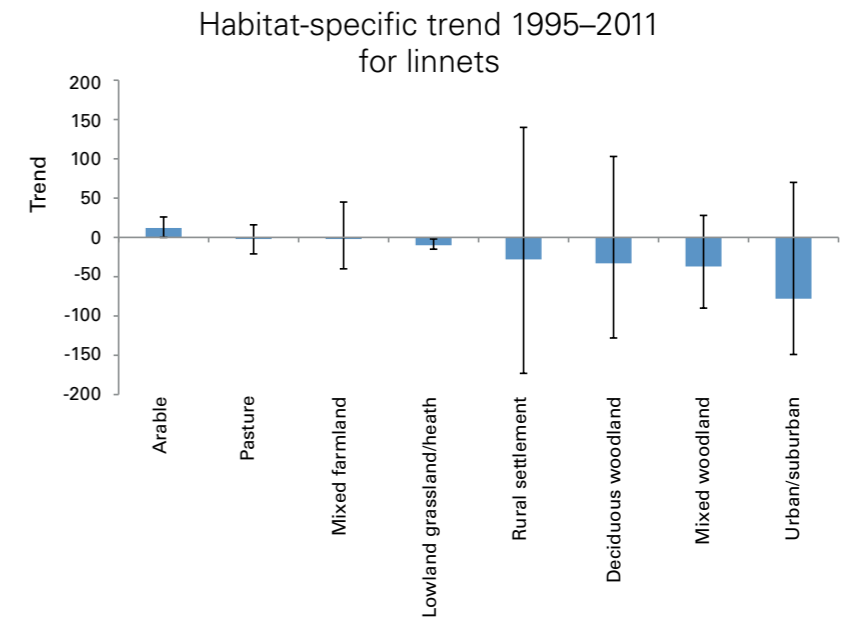 Habitat-specific trend 1995–2011
for linnets
Trend
200
150
100
50
0
-50
-100
-150
-200
Arable
Pasture
Mixed farmland
Lowland grassland/heath
Rural settlement
Deciduous woodland
Mixed woodland
Urban/suburban